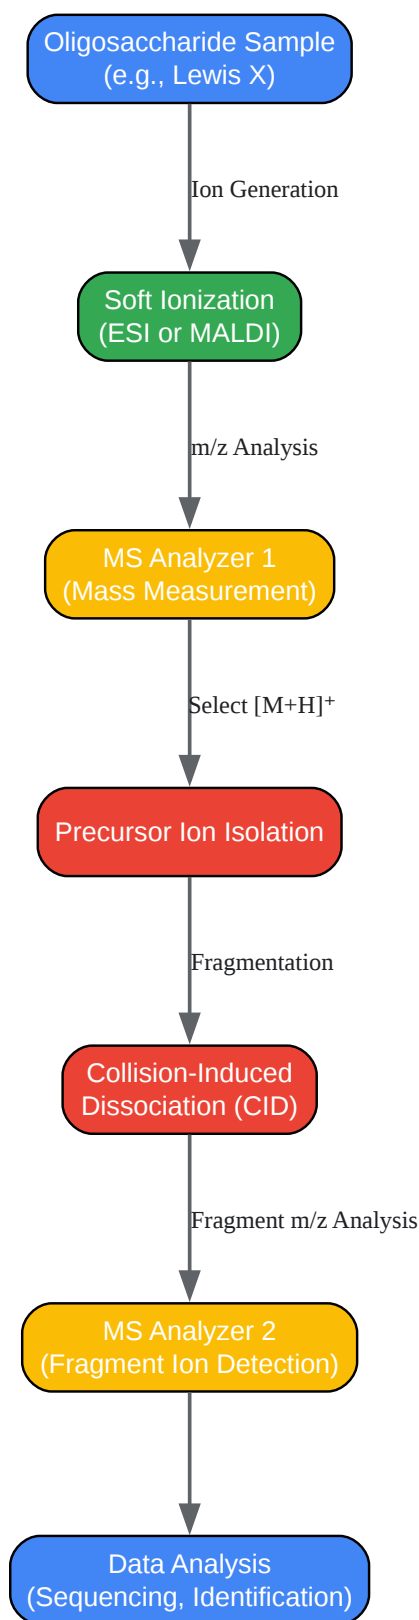 Oligosaccharide Sample
(e.g., Lewis X)
Ion Generation
Soft Ionization
(ESI or MALDI)
m/z Analysis
MS Analyzer 1
(Mass Measurement)
Select [M+H]⁺
Precursor Ion Isolation
Fragmentation
Collision-Induced
Dissociation (CID)
Fragment m/z Analysis
MS Analyzer 2
(Fragment Ion Detection)
Data Analysis
(Sequencing, Identification)